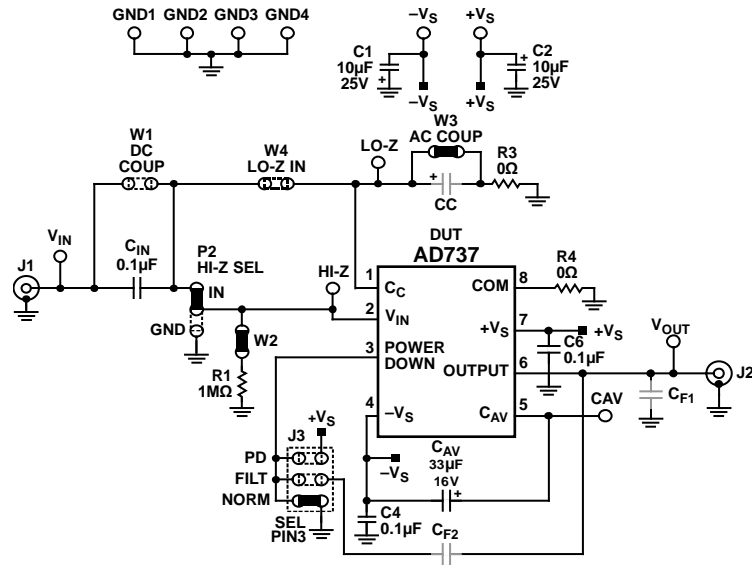 GND1 GND2 GND3 GND4
–VS +VS
C1
10µF
25V
C2
10µF
25V
–VS +VS
W1
DC
COUP
W4
LO-Z IN
LO-Z
W3
AC COUP
+
CC
R3
0Ω
VIN
J1
CIN
0.1µF
P2
HI-Z SEL
IN
GND
HI-Z
W2
R1
1MΩ
DUT
AD737
1 CC
2 VIN
3 POWER
DOWN
4 –VS
COM 8
+VS 7
OUTPUT 6
CAV 5
R4
0Ω
+VS
C6
0.1µF
VOUT
J2
CF1
CAV
–VS
CAV
33µF
16V
+
C4
0.1µF
CF2
+VS
J3
PD
FILT
NORM
SEL
PIN3